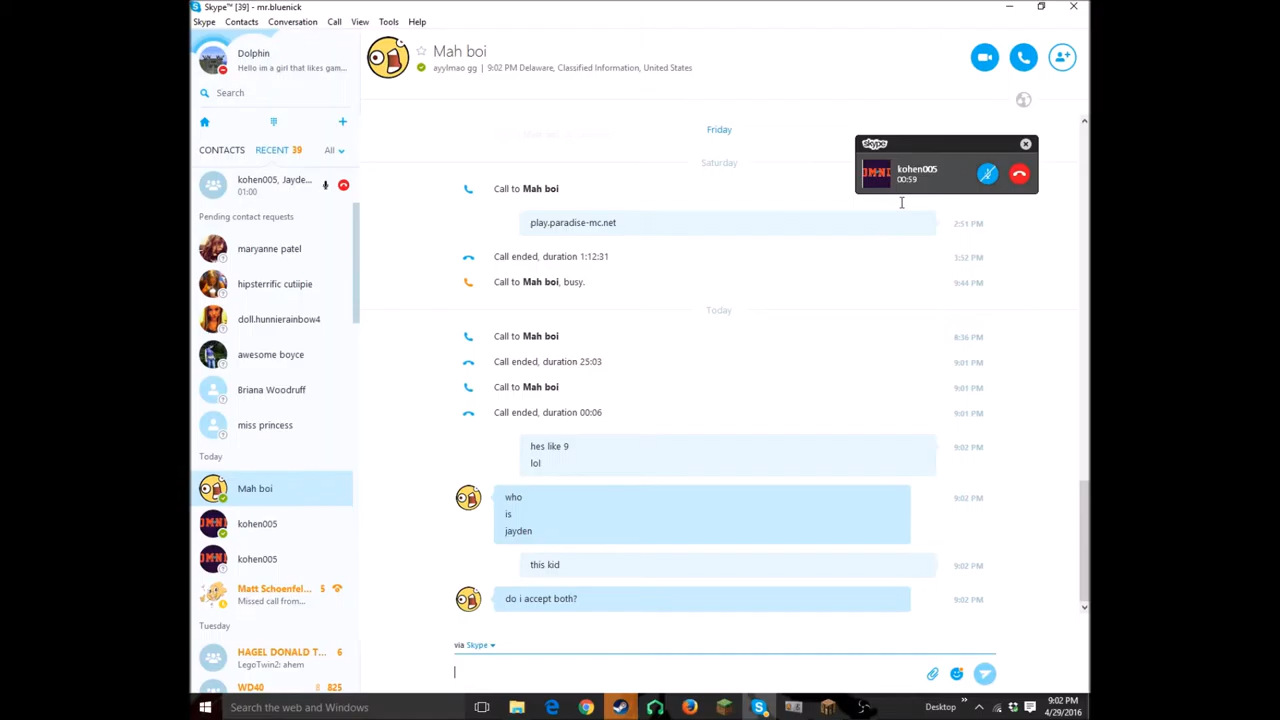 Skype™ [39] - mr.bluenick
Skype Contacts Conversation Call View Tools Help
Dolphin
Hello im a girl that likes gam...
Search
CONTACTS RECENT 39 All
kohen005, Jayde...
01:00
Pending contact requests
maryanne patel
hipsterrific cutiipie
doll.hunnierainbow4
awesome boyce
Briana Woodruff
miss princess
Today
Mah boi
kohen005
kohen005
Matt Schoenfel... 5
Missed call from...
Tuesday
HAGEL DONALD T... 6
LegoTwin2: ahem
WD40 825
Mah boi
ayylmao gg | 9:02 PM Delaware, Classified Information, United States
Friday
Saturday
Call to Mah boi
play.paradise-mc.net 2:51 PM
Call ended, duration 1:12:31 3:52 PM
Call to Mah boi, busy. 9:44 PM
Today
Call to Mah boi 8:36 PM
Call ended, duration 25:03 9:01 PM
Call to Mah boi 9:01 PM
Call ended, duration 00:06 9:01 PM
hes like 9 9:02 PM
lol
who 9:02 PM
is
jayden
this kid 9:02 PM
do i accept both? 9:02 PM
via Skype
skype
OMNI
kohen005
00:59
Search the web and Windows
Desktop
9:02 PM
4/29/2016